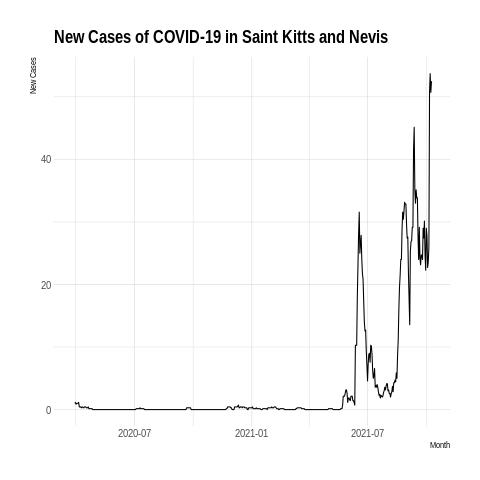 New Cases of COVID-19 in Saint Kitts and Nevis
New Cases
40
20
0
2020-07
2021-01
2021-07
Month